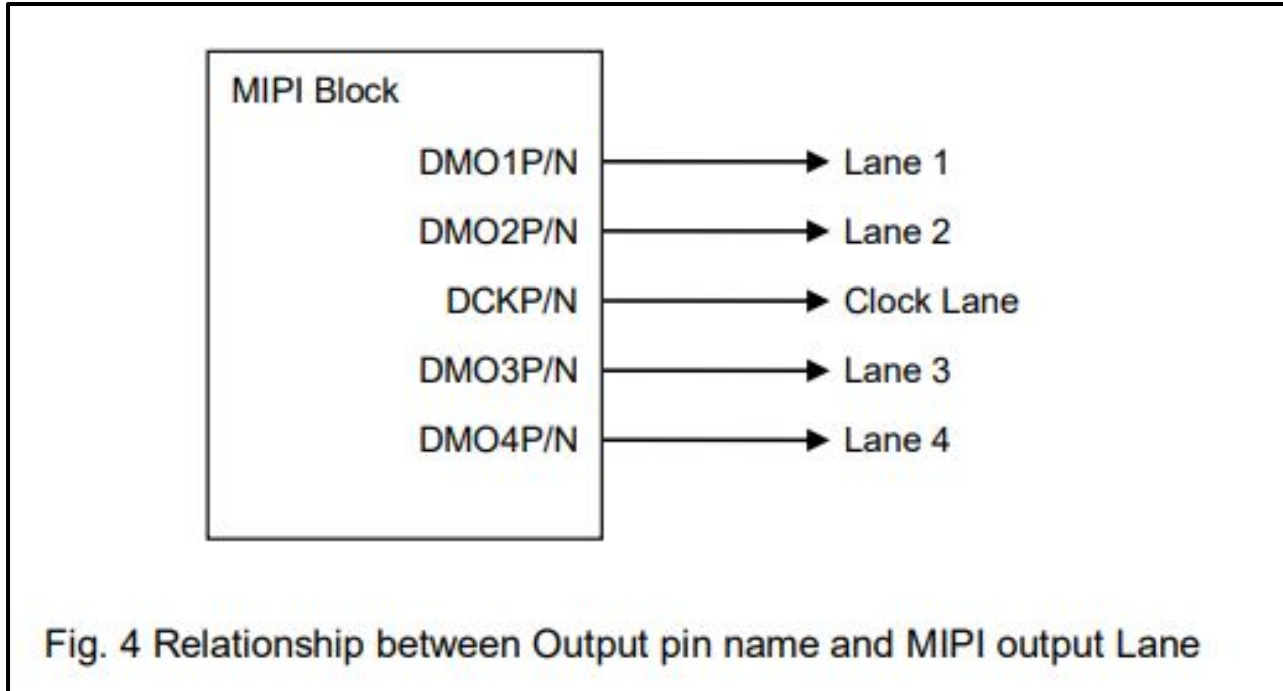 MIPI Block
DMO1P/N Lane 1
DMO2P/N Lane 2
DCKP/N Clock Lane
DMO3P/N Lane 3
DMO4P/N Lane 4
Fig. 4 Relationship between Output pin name and MIPI output Lane